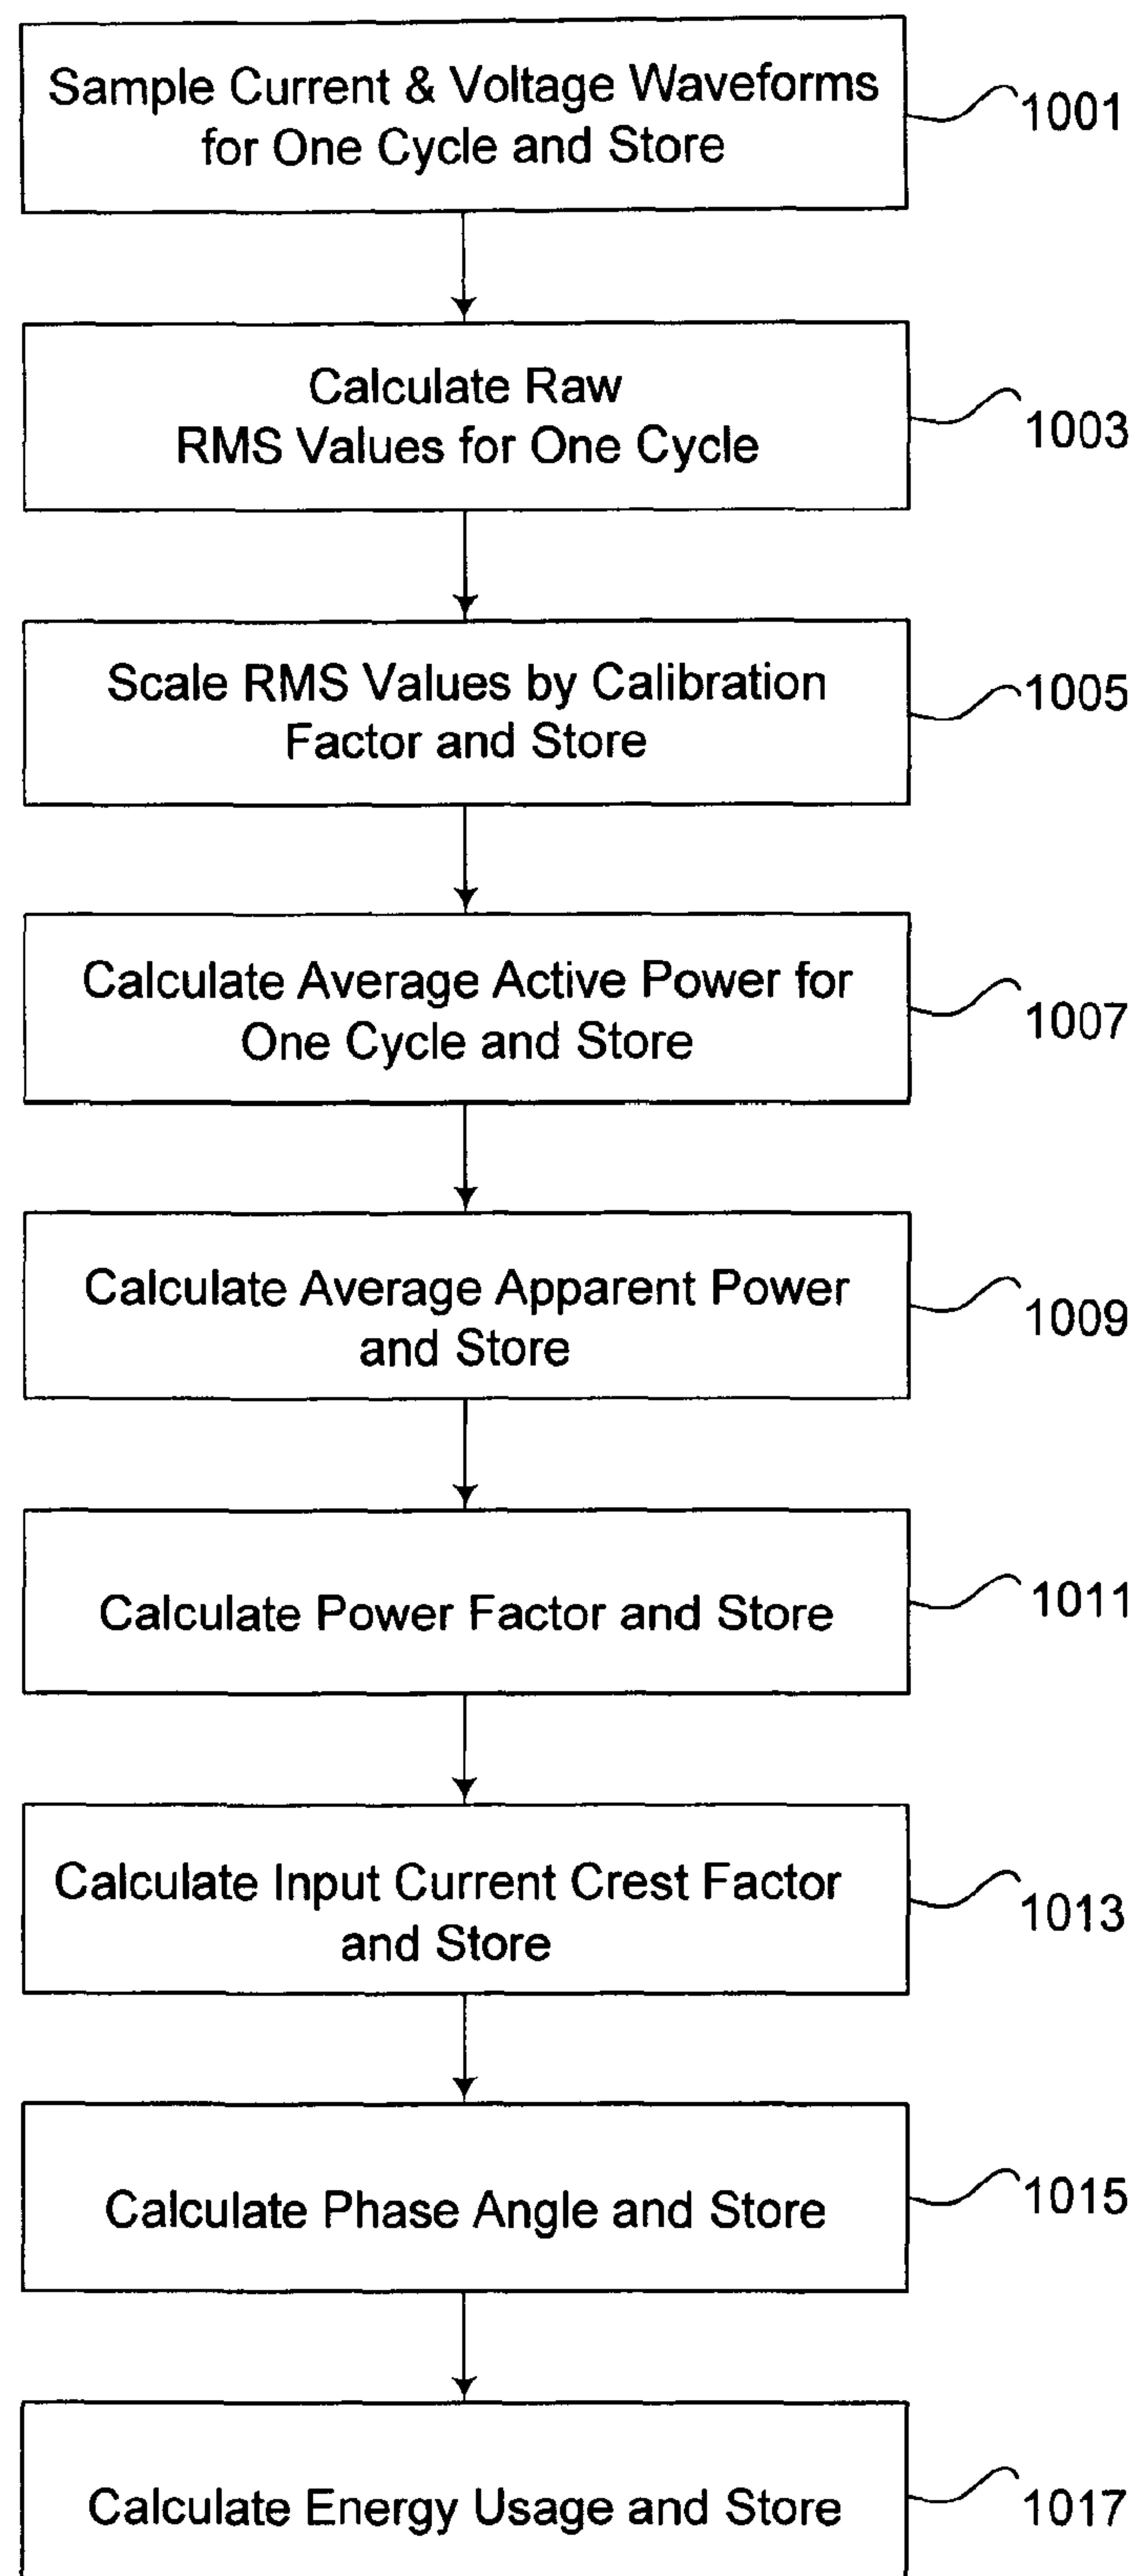 Sample Current & Voltage Waveforms
for One Cycle and Store
1001
Calculate Raw
RMS Values for One Cycle
1003
Scale RMS Values by Calibration
Factor and Store
1005
Calculate Average Active Power for
One Cycle and Store
1007
Calculate Average Apparent Power
and Store
1009
Calculate Power Factor and Store
1011
Calculate Input Current Crest Factor
and Store
1013
Calculate Phase Angle and Store
1015
Calculate Energy Usage and Store
1017